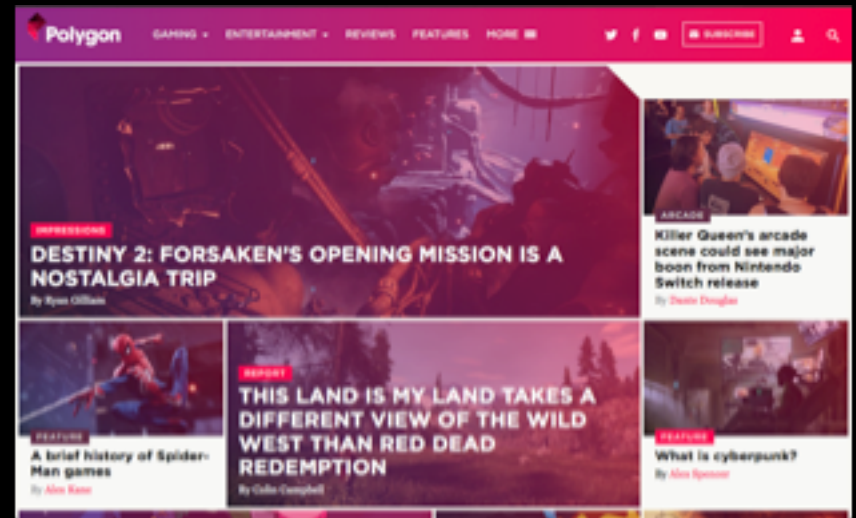 Polygon
GAMING
ENTERTAINMENT
REVIEWS
FEATURES
MORE
SUBSCRIBE
IMPRESSIONS
DESTINY 2: FORSAKEN'S OPENING MISSION IS A
NOSTALGIA TRIP
By Ryan Gilliam
ARCADE
Killer Queen's arcade
scene could see major
boon from Nintendo
Switch release
By Dante Douglas
FEATURE
A brief history of Spider-
Man games
By Alex Kane
REPORT
THIS LAND IS MY LAND TAKES A
DIFFERENT VIEW OF THE WILD
WEST THAN RED DEAD
REDEMPTION
By Colin Campbell
FEATURE
What is cyberpunk?
By Alex Spencer